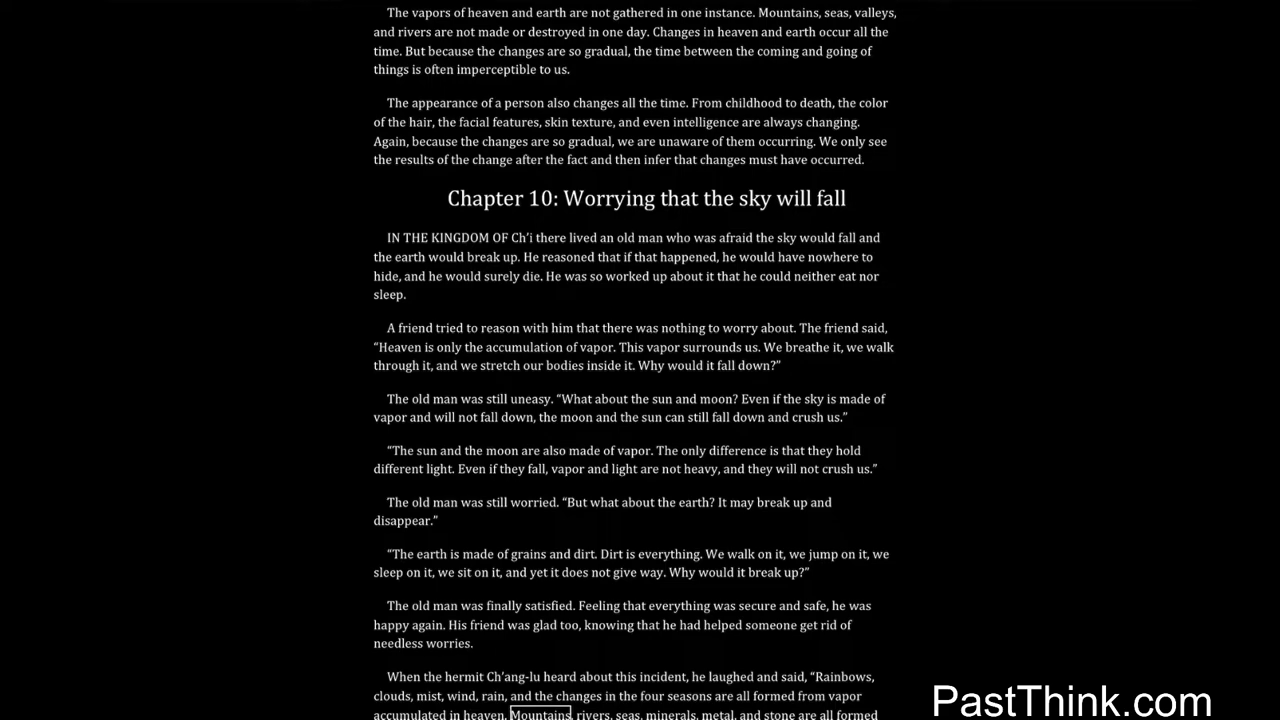 The vapors of heaven and earth are not gathered in one instance. Mountains, seas, valleys,
and rivers are not made or destroyed in one day. Changes in heaven and earth occur all the
time. But because the changes are so gradual, the time between the coming and going of
things is often imperceptible to us.
The appearance of a person also changes all the time. From childhood to death, the color
of the hair, the facial features, skin texture, and even intelligence are always changing.
Again, because the changes are so gradual, we are unaware of them occurring. We only see
the results of the change after the fact and then infer that changes must have occurred.
Chapter 10: Worrying that the sky will fall
IN THE KINGDOM OF Ch’i there lived an old man who was afraid the sky would fall and
the earth would break up. He reasoned that if that happened, he would have nowhere to
hide, and he would surely die. He was so worked up about it that he could neither eat nor
sleep.
A friend tried to reason with him that there was nothing to worry about. The friend said,
“Heaven is only the accumulation of vapor. This vapor surrounds us. We breathe it, we walk
through it, and we stretch our bodies inside it. Why would it fall down?”
The old man was still uneasy. “What about the sun and moon? Even if the sky is made of
vapor and will not fall down, the moon and the sun can still fall down and crush us.”
“The sun and the moon are also made of vapor. The only difference is that they hold
different light. Even if they fall, vapor and light are not heavy, and they will not crush us.”
The old man was still worried. “But what about the earth? It may break up and
disappear.”
“The earth is made of grains and dirt. Dirt is everything. We walk on it, we jump on it, we
sleep on it, we sit on it, and yet it does not give way. Why would it break up?”
The old man was finally satisfied. Feeling that everything was secure and safe, he was
happy again. His friend was glad too, knowing that he had helped someone get rid of
needless worries.
When the hermit Ch’ang-lu heard about this incident, he laughed and said, “Rainbows,
clouds, mist, wind, rain, and the changes in the four seasons are all formed from vapor
accumulated in heaven. Mountains, rivers, seas, minerals, metal, and stone are all formed
PastThink.com